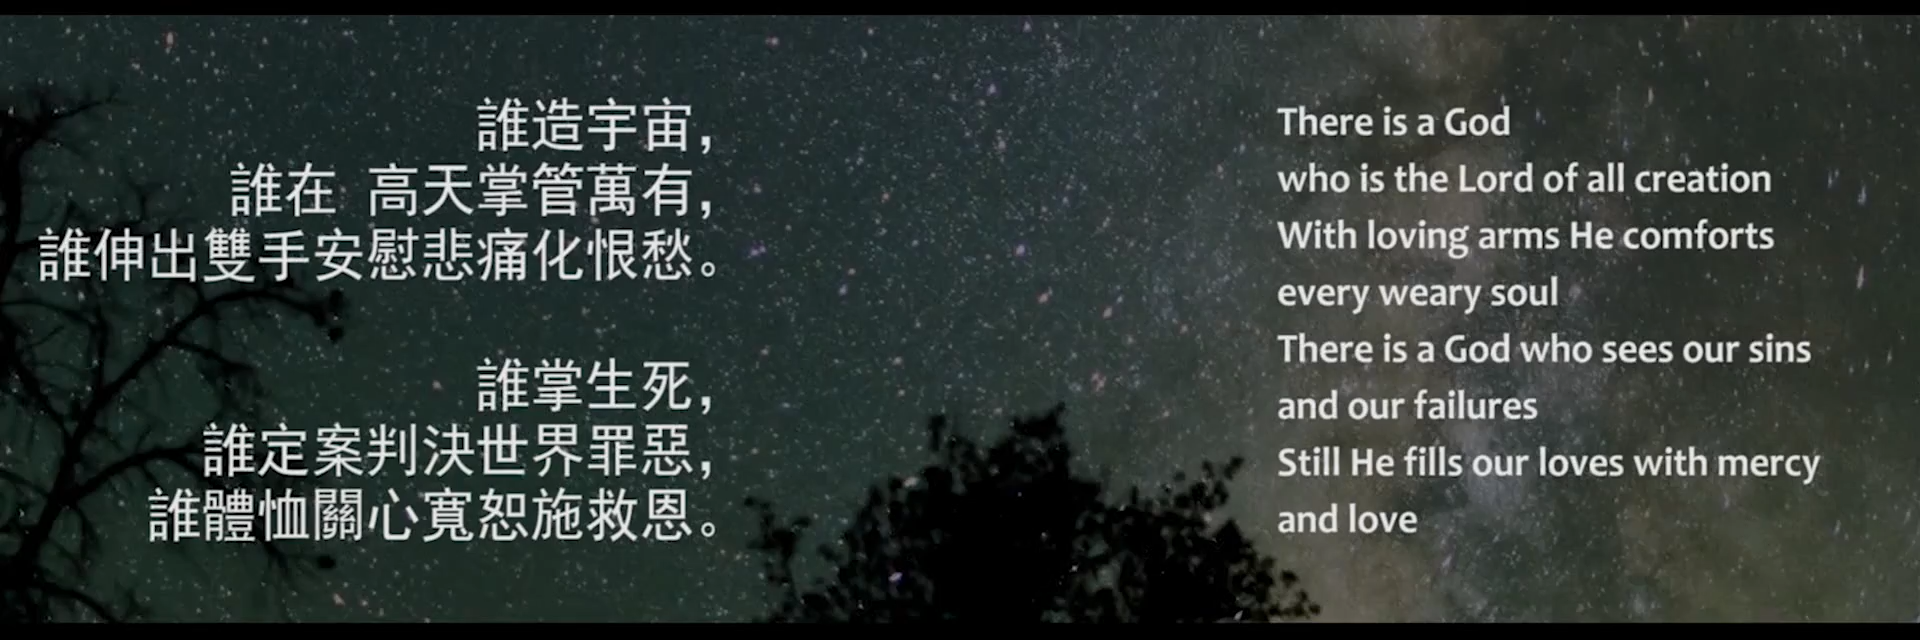 誰造宇宙，
誰在 高天掌管萬有，
誰伸出雙手安慰悲痛化恨愁。
誰掌生死，
誰定案判決世界罪惡，
誰體恤關心寬恕施救恩。
There is a God
who is the Lord of all creation
With loving arms He comforts
every weary soul
There is a God who sees our sins
and our failures
Still He fills our loves with mercy
and love